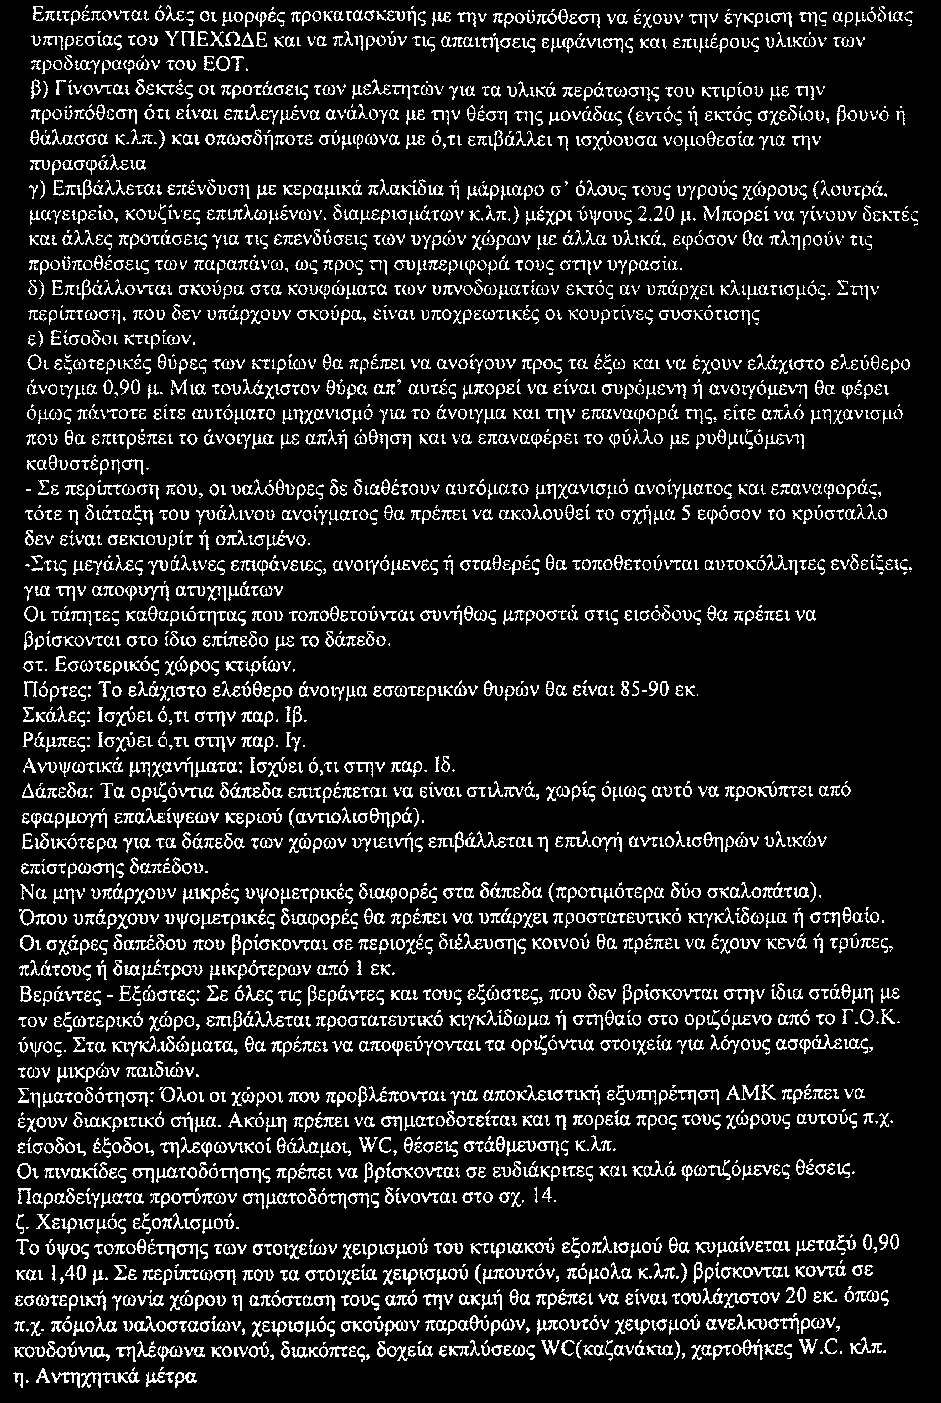 Επιτρέπονται όλες οι μορφές προκατασκευής με την προϋπόθεση να έχουν την έγκριση της αρμόδιας
υπηρεσίας του ΥΠΕΧΩΔΕ και να πληρούν τις απαιτήσεις εμφάνισης και επιμέρους υλικών των
προδιαγραφών του ΕΟΤ.
β) Γίνονται δεκτές οι προτάσεις των μελετητών για τα υλικά περάτωσης του κτιρίου με την
προϋπόθεση ότι είναι επιλεγμένα ανάλογα με την θέση της μονάδας (εντός ή εκτός σχεδίου, βουνό ή
θάλασσα κ.λπ.) και οπωσδήποτε σύμφωνα με ό,τι επιβάλλει η ισχύουσα νομοθεσία για την
πυρασφάλεια
γ) Επιβάλλεται επένδυση με κεραμικά πλακίδια ή μάρμαρο σ’ όλους τους υγρούς χώρους (λουτρά,
μαγειρείο, κουζίνες επιπλωμένων, διαμερισμάτων κ.λπ.) μέχρι ύψους 2.20 μ. Μπορεί να γίνουν δεκτές
και άλλες προτάσεις για τις επενδύσεις των υγρών χώρων με άλλα υλικά, εφόσον θα πληρούν τις
προϋποθέσεις των παραπάνω, ως προς τη συμπεριφορά τους στην υγρασία.
δ) Επιβάλλονται σκούρα στα κουφώματα των υπνοδωματίων εκτός αν υπάρχει κλιματισμός. Στην
περίπτωση, που δεν υπάρχουν σκούρα, είναι υποχρεωτικές οι κουρτίνες συσκότισης
ε) Είσοδοι κτιρίων.
Οι εξωτερικές θύρες των κτιρίων θα πρέπει να ανοίγουν προς τα έξω και να έχουν ελάχιστο ελεύθερο
άνοιγμα 0,90 μ. Μια τουλάχιστον θύρα απ’ αυτές μπορεί να είναι συρόμενη ή ανοιγόμενη θα φέρει
όμως πάντοτε είτε αυτόματο μηχανισμό για το άνοιγμα και την επαναφορά της, είτε απλό μηχανισμό
που θα επιτρέπει το άνοιγμα με απλή ώθηση και να επαναφέρει το φύλλο με ρυθμιζόμενη
καθυστέρηση.
- Σε περίπτωση που, οι υαλόθυρες δε διαθέτουν αυτόματο μηχανισμό ανοίγματος και επαναφοράς,
τότε η διάταξη του γυάλινου ανοίγματος θα πρέπει να ακολουθεί το σχήμα 5 εφόσον το κρύσταλλο
δεν είναι σεκιουρίτ ή οπλισμένο.
-Στις μεγάλες γυάλινες επιφάνειες, ανοιγόμενες ή σταθερές θα τοποθετούνται αυτοκόλλητες ενδείξεις,
για την αποφυγή ατυχημάτων
Οι τάπητες καθαριότητας που τοποθετούνται συνήθως μπροστά στις εισόδους θα πρέπει να
βρίσκονται στο ίδιο επίπεδο με το δάπεδο.
στ. Εσωτερικός χώρος κτιρίων.
Πόρτες: Το ελάχιστο ελεύθερο άνοιγμα εσωτερικών θυρών θα είναι 85-90 εκ.
Σκάλες: Ισχύει ό,τι στην παρ. Ιβ.
Ράμπες: Ισχύει ό,τι στην παρ. Ιγ.
Ανυψωτικά μηχανήματα: Ισχύει ό,τι στην παρ. Ιδ.
Δάπεδα: Τα οριζόντια δάπεδα επιτρέπεται να είναι στιλπνά, χωρίς όμως αυτό να προκύπτει από
εφαρμογή επαλείψεων κεριού (αντιολισθηρά).
Ειδικότερα για τα δάπεδα των χώρων υγιεινής επιβάλλεται η επιλογή αντιολισθηρών υλικών
επίστρωσης δαπέδου.
Να μην υπάρχουν μικρές υψομετρικές διαφορές στα δάπεδα (προτιμότερα δύο σκαλοπάτια).
Όπου υπάρχουν υψομετρικές διαφορές θα πρέπει να υπάρχει προστατευτικό κιγκλίδωμα ή στηθαίο.
Οι σχάρες δαπέδου που βρίσκονται σε περιοχές διέλευσης κοινού θα πρέπει να έχουν κενά ή τρύπες,
πλάτους ή διαμέτρου μικρότερων από 1 εκ.
Βεράντες - Εξώστες: Σε όλες τις βεράντες και τους εξώστες, που δεν βρίσκονται στην ίδια στάθμη με
τον εξωτερικό χώρο, επιβάλλεται προστατευτικό κιγκλίδωμα ή στηθαίο στο οριζόμενο από το Γ.Ο.Κ.
ύψος. Στα κιγκλιδώματα, θα πρέπει να αποφεύγονται τα οριζόντια στοιχεία για λόγους ασφάλειας,
των μικρών παιδιών.
Σηματοδότηση: Όλοι οι χώροι που προβλέπονται για αποκλειστική εξυπηρέτηση ΑΜΚ πρέπει να
έχουν διακριτικό σήμα. Ακόμη πρέπει να σηματοδοτείται και η πορεία προς τους χώρους αυτούς π.χ.
είσοδοι, έξοδοι, τηλεφωνικοί θάλαμοι, WC, θέσεις στάθμευσης κ.λπ.
Οι πινακίδες σηματοδότησης πρέπει να βρίσκονται σε ευδιάκριτες και καλά φωτιζόμενες θέσεις.
Παραδείγματα προτύπων σηματοδότησης δίνονται στο σχ. 14.
ζ. Χειρισμός εξοπλισμού.
Το ύψος τοποθέτησης των στοιχείων χειρισμού του κτιριακού εξοπλισμού θα κυμαίνεται μεταξύ 0,90
και 1,40 μ. Σε περίπτωση που τα στοιχεία χειρισμού (μπουτόν, πόμολα κ.λπ.) βρίσκονται κοντά σε
εσωτερική γωνία χώρου η απόσταση τους από την ακμή θα πρέπει να είναι τουλάχιστον 20 εκ. όπως
π.χ. πόμολα υαλοστασίων, χειρισμός σκούρων παραθύρων, μπουτόν χειρισμού ανελκυστήρων,
κουδούνια, τηλέφωνα κοινού, διακόπτες, δοχεία εκπλύσεως WC(καζανάκια), χαρτοθήκες W.C. κλπ.
η. Αντηχητικά μέτρα